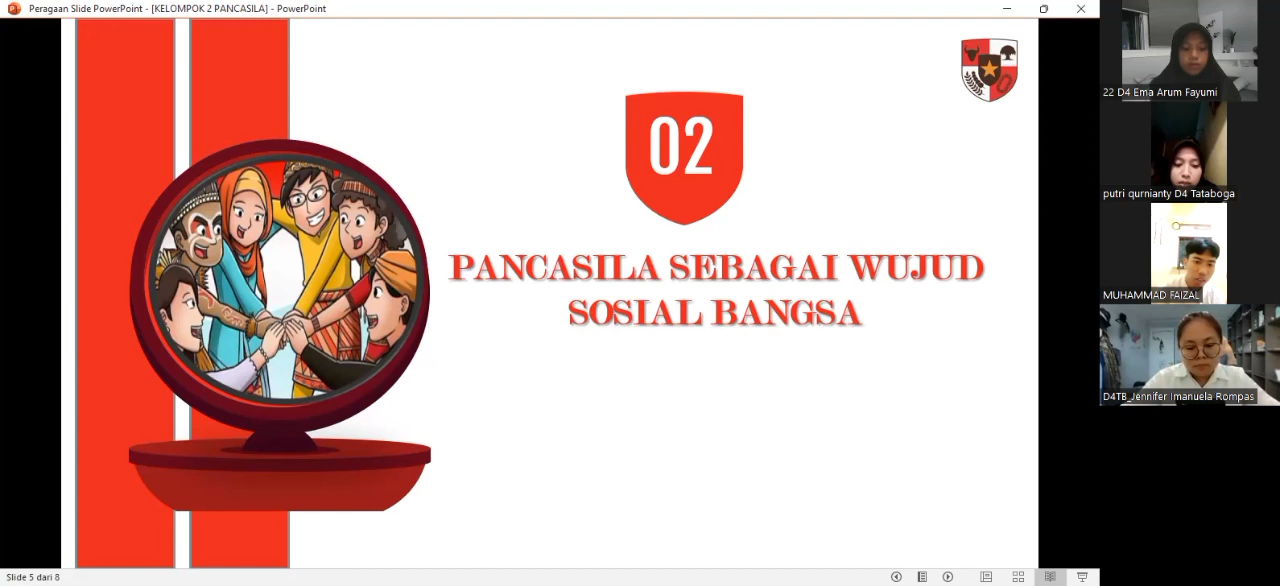 Peragaan Slide PowerPoint - [KELOMPOK 2 PANCASILA] - PowerPoint
02
PANCASILA SEBAGAI WUJUD
SOSIAL BANGSA
22 D4 Ema Arum Fayumi
putri qurnianty D4 Tataboga
MUHAMMAD FAIZAL
D4TB_Jennifer Imanuela Rompas
Slide 5 dari 8